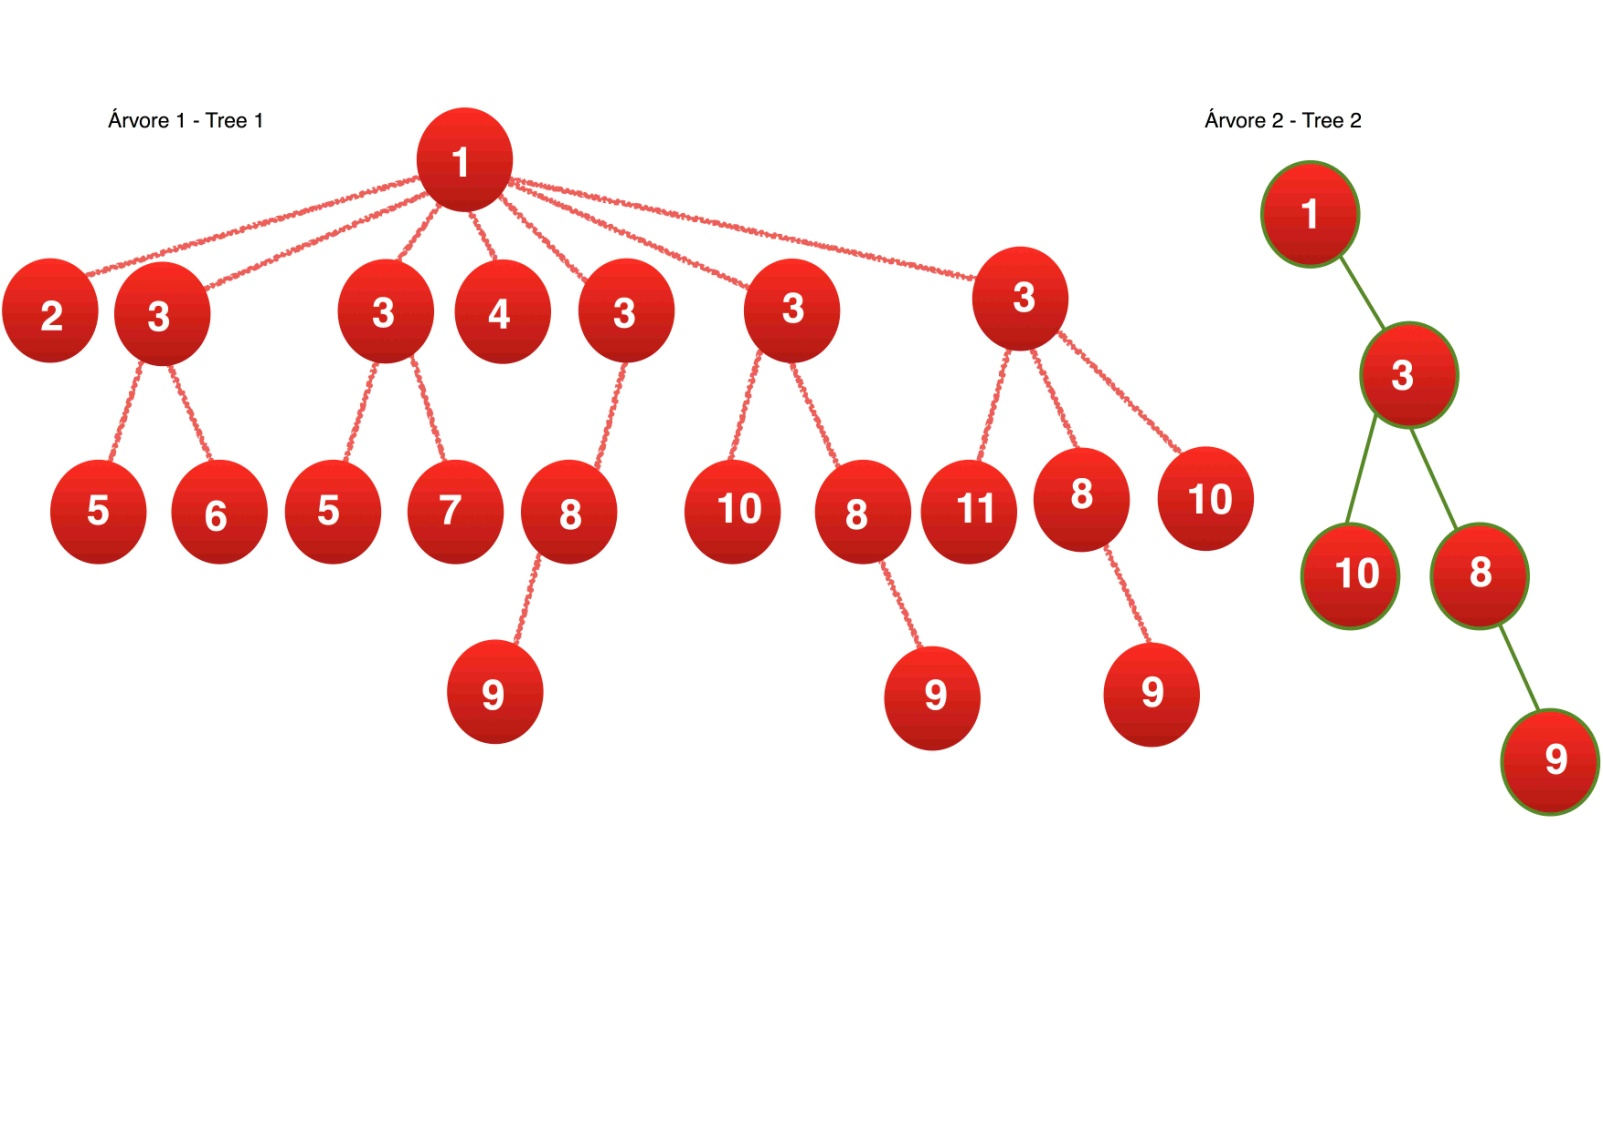 Árvore 1 - Tree 1
Árvore 2 - Tree 2
1
1
2 3 3 4 3 3 3
3
5 6 5 7 8 10 8 11 8 10
10 8
9 9 9
9